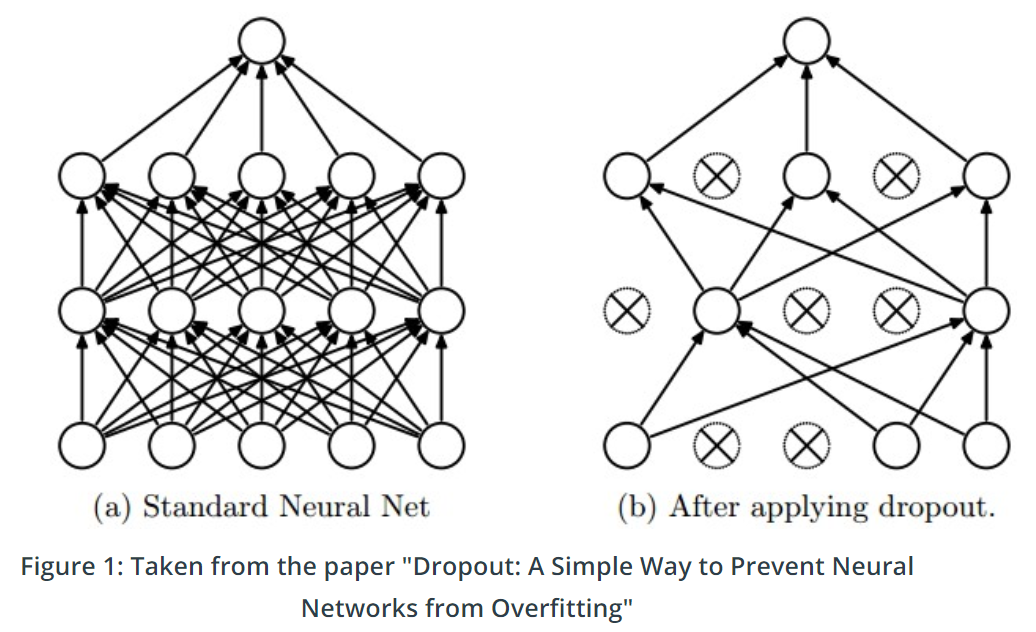 (a) Standard Neural Net
(b) After applying dropout.
Figure 1: Taken from the paper "Dropout: A Simple Way to Prevent Neural
Networks from Overfitting"